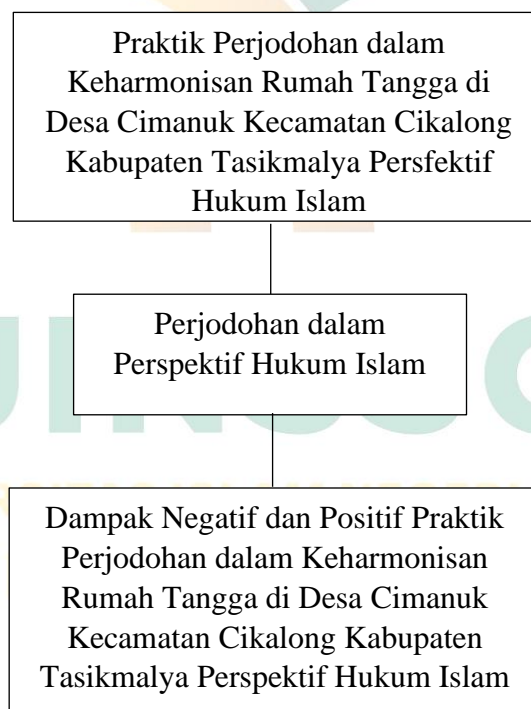 Praktik Perjodohan dalam
Keharmonisan Rumah Tangga di
Desa Cimanuk Kecamatan Cikalong
Kabupaten Tasikmalya Persfektif
Hukum Islam
Perjodohan dalam
Perspektif Hukum Islam
Dampak Negatif dan Positif Praktik
Perjodohan dalam Keharmonisan
Rumah Tangga di Desa Cimanuk
Kecamatan Cikalong Kabupaten
Tasikmalya Perspektif Hukum Islam